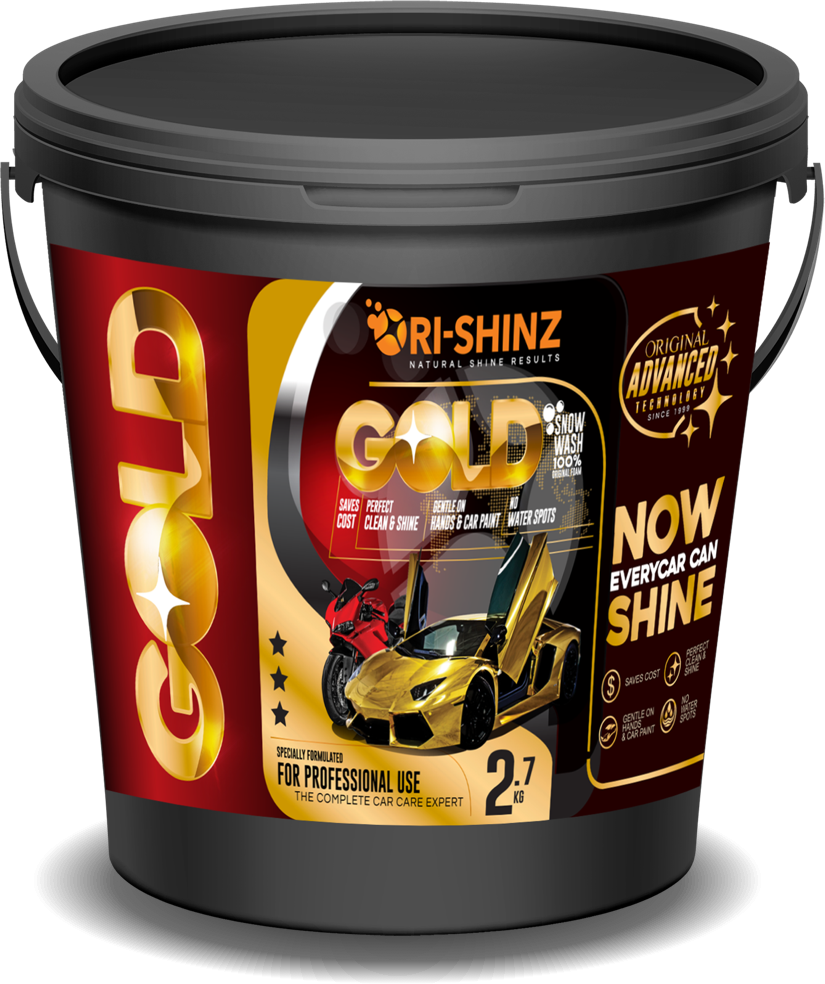 GOLD
ORI-SHINZ
NATURAL SHINE RESULTS
GOLD
SNOW
WASH
100%
ORIGINAL FOAM
SAVES
COST
PERFECT
CLEAN & SHINE
GENTLE ON
HANDS & CAR PAINT
NO
WATER SPOTS
SPECIALLY FORMULATED
FOR PROFESSIONAL USE
THE COMPLETE CAR CARE EXPERT
2.7
KG
ORIGINAL
ADVANCED
TECHNOLOGY
SINCE 1999
NOW
EVERYCAR CAN
SHINE
$
SAVES COST
PERFECT
CLEAN &
SHINE
GENTLE ON
HANDS
& CAR PAINT
NO
WATER
SPOTS